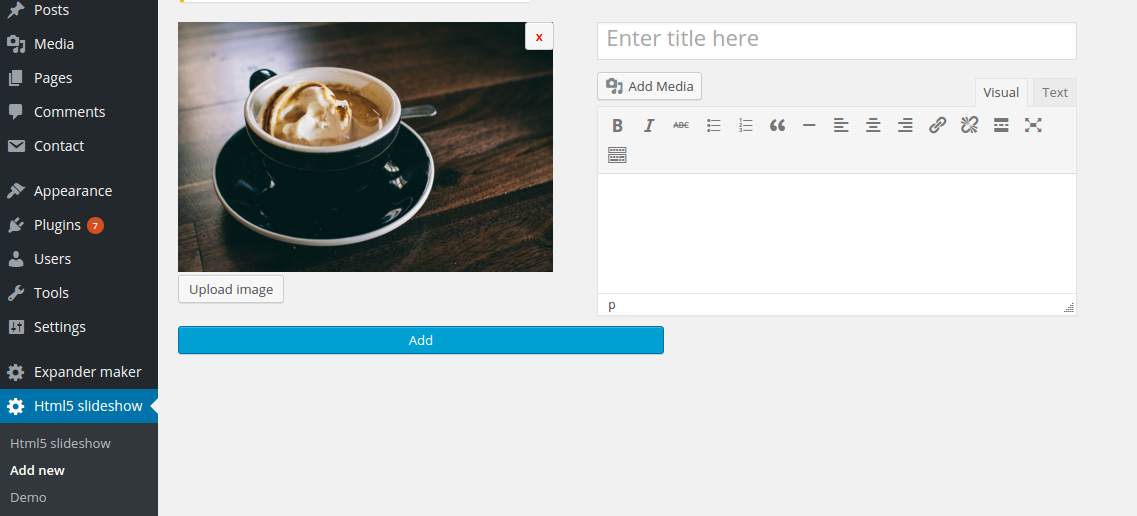 Posts
Media
Pages
Comments
Contact
Appearance
Plugins 7
Users
Tools
Settings
Expander maker
Html5 slideshow
Html5 slideshow
Add new
Demo
x
Upload image
Add
Enter title here
Add Media
Visual Text
B I ABC
p